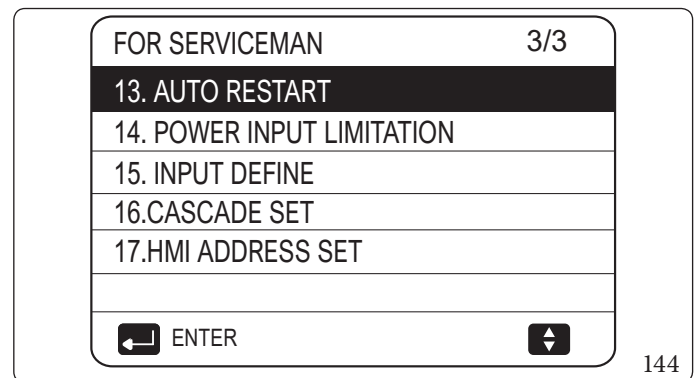 FOR SERVICEMAN 3/3
13. AUTO RESTART
14. POWER INPUT LIMITATION
15. INPUT DEFINE
16.CASCADE SET
17.HMI ADDRESS SET
ENTER
144